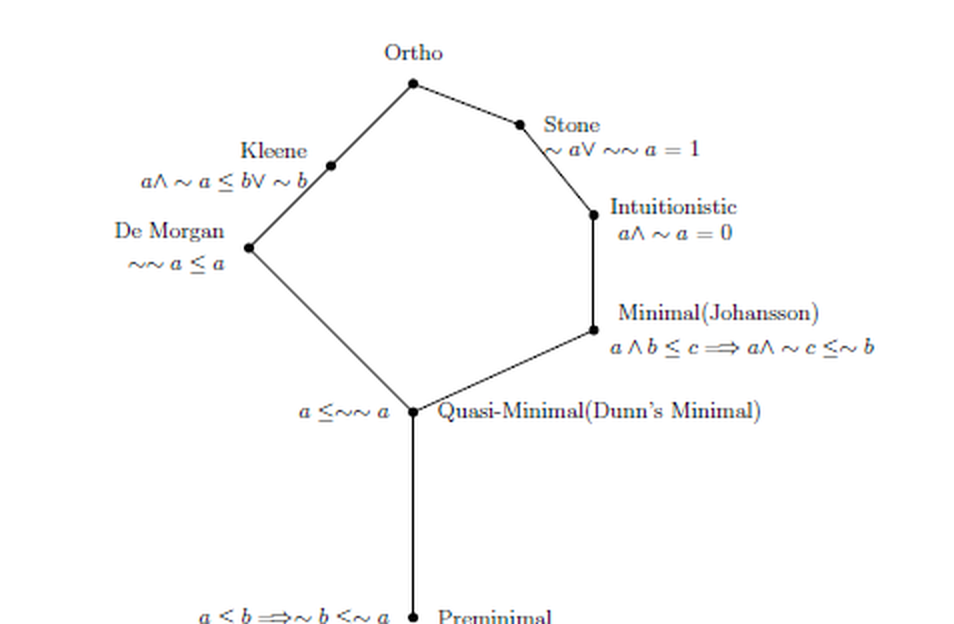 Ortho
Stone
∼ a∨ ∼∼ a = 1
Kleene
a∧ ∼ a ≤ b∨ ∼ b
Intuitionistic
a∧ ∼ a = 0
De Morgan
∼∼ a ≤ a
Minimal(Johansson)
a ∧ b ≤ c ⟹ a∧ ∼ c ≤∼ b
a ≤∼∼ a Quasi-Minimal(Dunn's Minimal)
a ≤ b ⟹∼ b ≤∼ a Preminimal